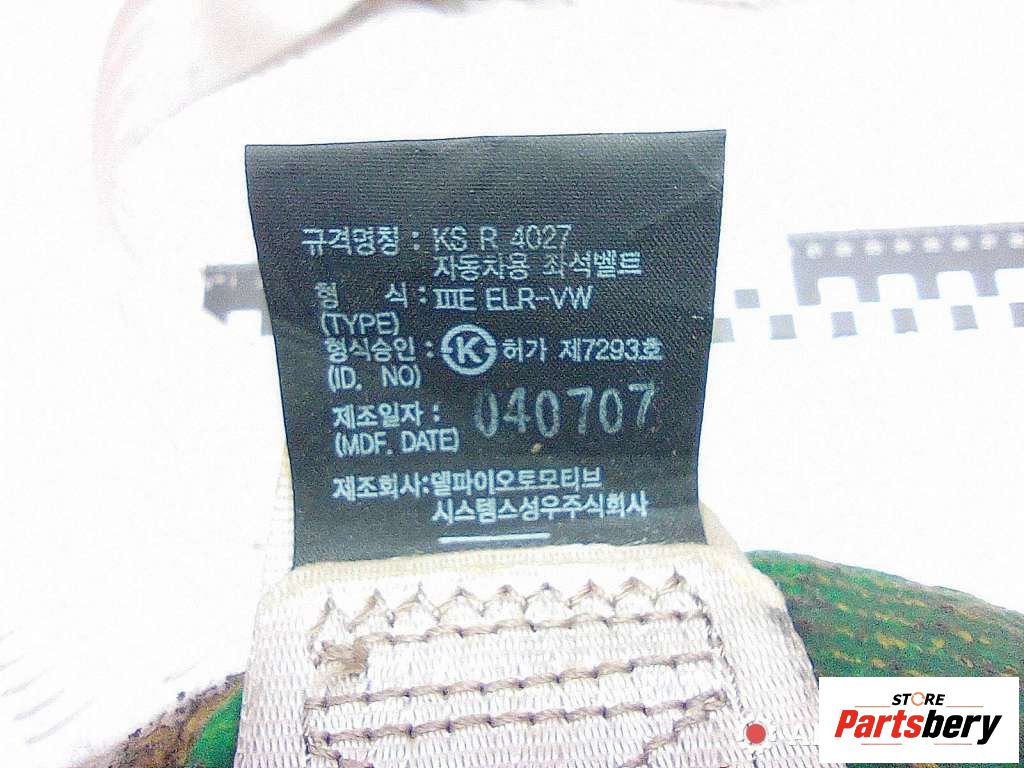 규격명칭 : KS R 4027
자동차용 좌석벨트
형 식 : ⅢE ELR-VW
(TYPE)
형식승인 : K 허가 제7293호
(ID. NO)
제조일자 : 040707
(MDF. DATE)
제조회사:델파이오토모티브
시스템스성우주식회사
STORE
Partsbery